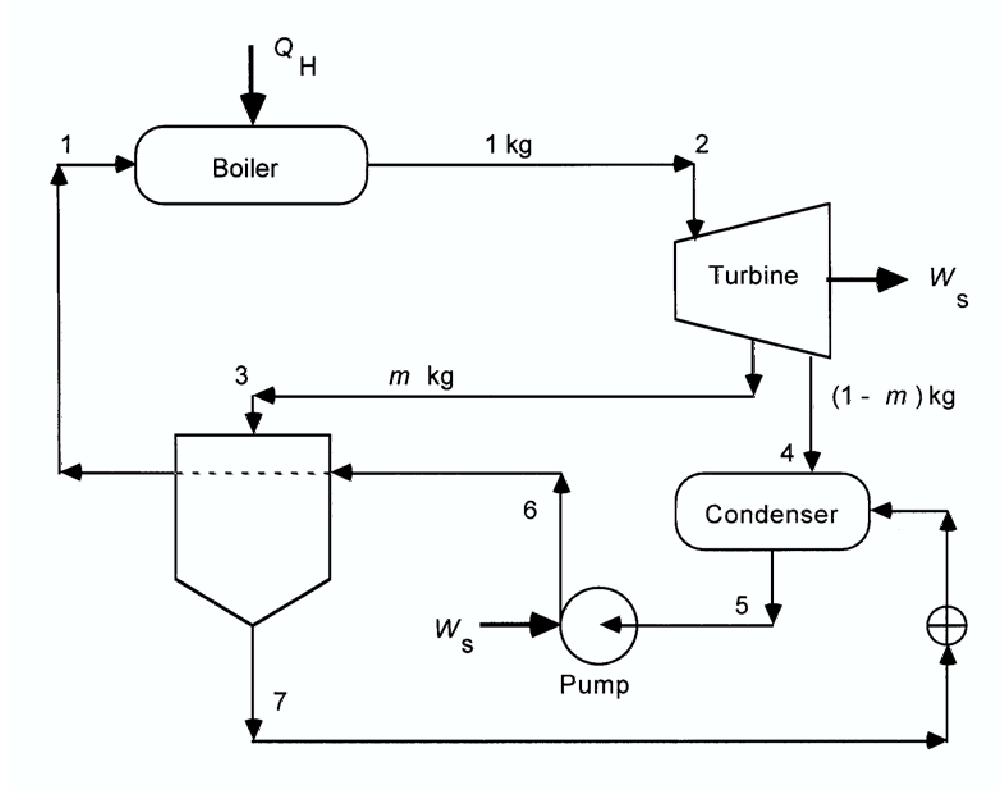 Q H
1
Boiler
1 kg
2
Turbine
W s
3
m kg
(1 - m ) kg
4
6
Condenser
5
W s
Pump
7